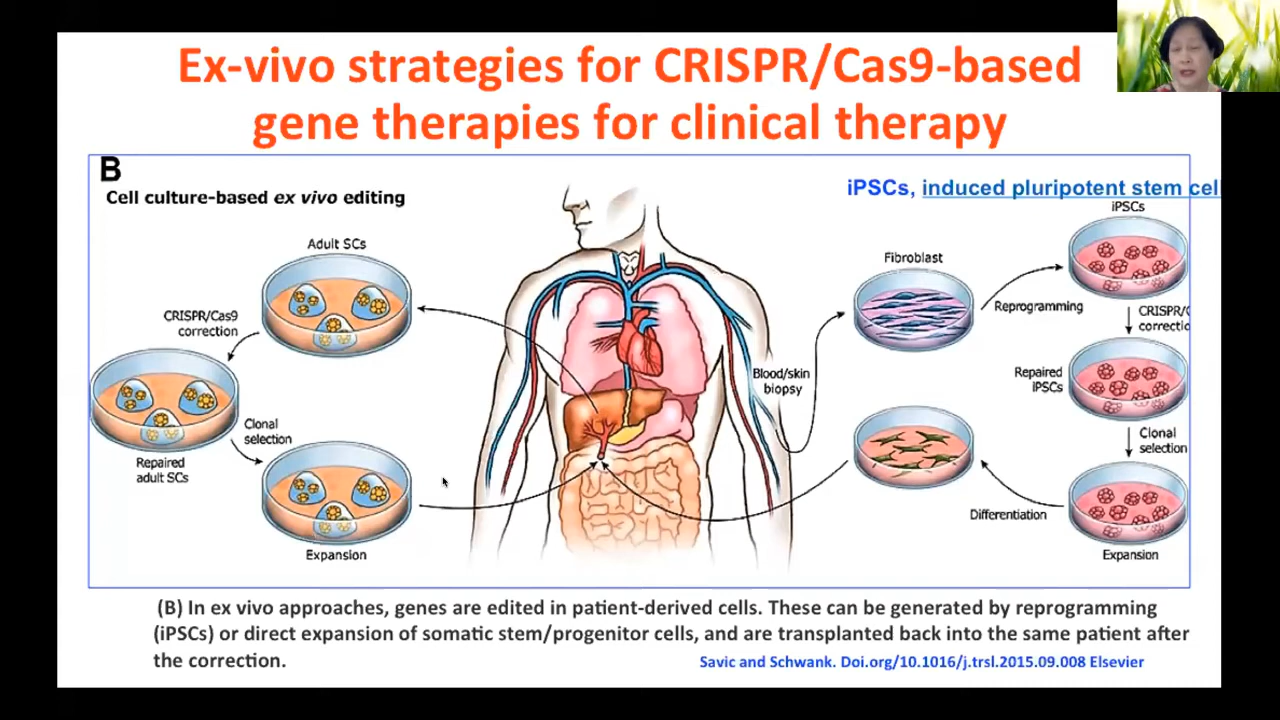 Ex-vivo strategies for CRISPR/Cas9-based
gene therapies for clinical therapy
B
Cell culture-based ex vivo editing
iPSCs, induced pluripotent stem cell
Adult SCs
CRISPR/Cas9
correction
Repaired
adult SCs
Clonal
selection
Expansion
Blood/skin
biopsy
Fibroblast
Reprogramming
iPSCs
CRISPR/C
correctio
Repaired
iPSCs
Clonal
selection
Expansion
Differentiation
(B) In ex vivo approaches, genes are edited in patient-derived cells. These can be generated by reprogramming
(iPSCs) or direct expansion of somatic stem/progenitor cells, and are transplanted back into the same patient after
the correction.
Savic and Schwank. Doi.org/10.1016/j.trsl.2015.09.008 Elsevier